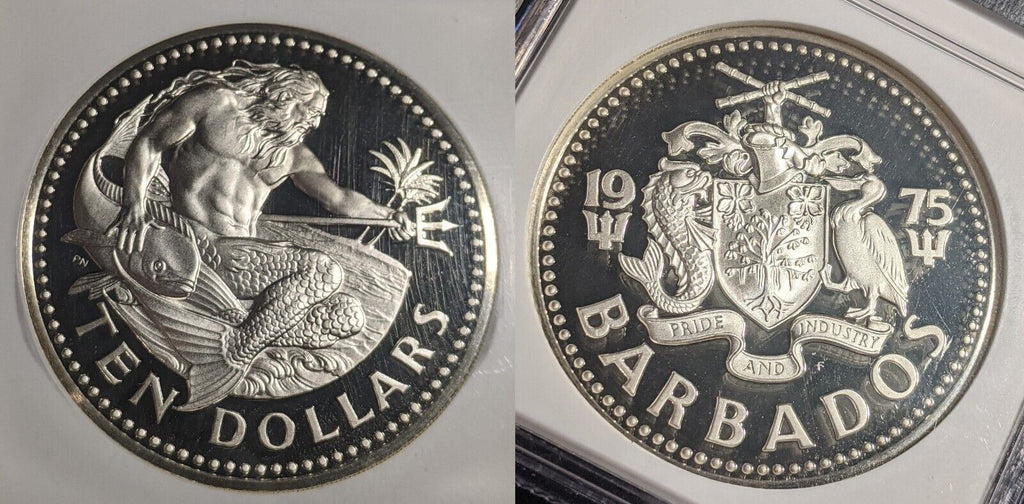 PN
TEN DOLLARS
19 75
PRIDE
AND
INDUSTRY
F
BARBADOS